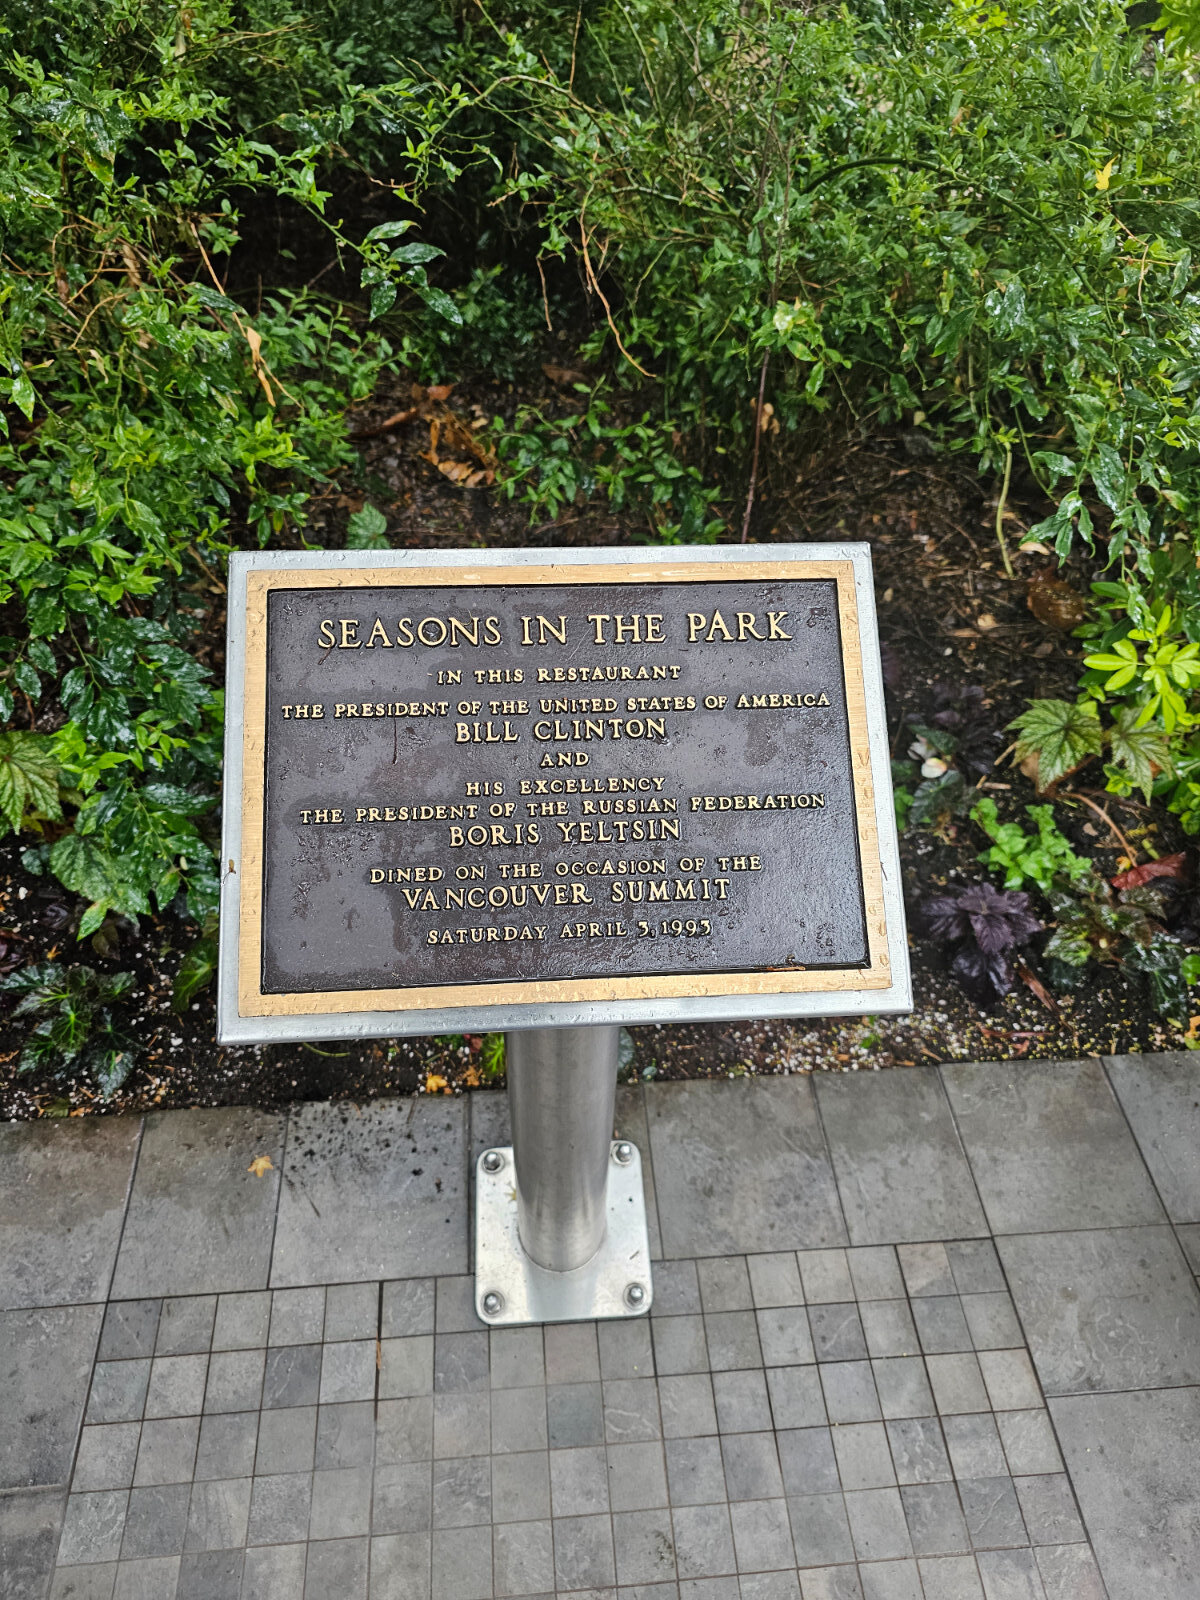 SEASONS IN THE PARK
IN THIS RESTAURANT
THE PRESIDENT OF THE UNITED STATES OF AMERICA
BILL CLINTON
AND
HIS EXCELLENCY
THE PRESIDENT OF THE RUSSIAN FEDERATION
BORIS YELTSIN
DINED ON THE OCCASION OF THE
VANCOUVER SUMMIT
SATURDAY APRIL 3, 1993